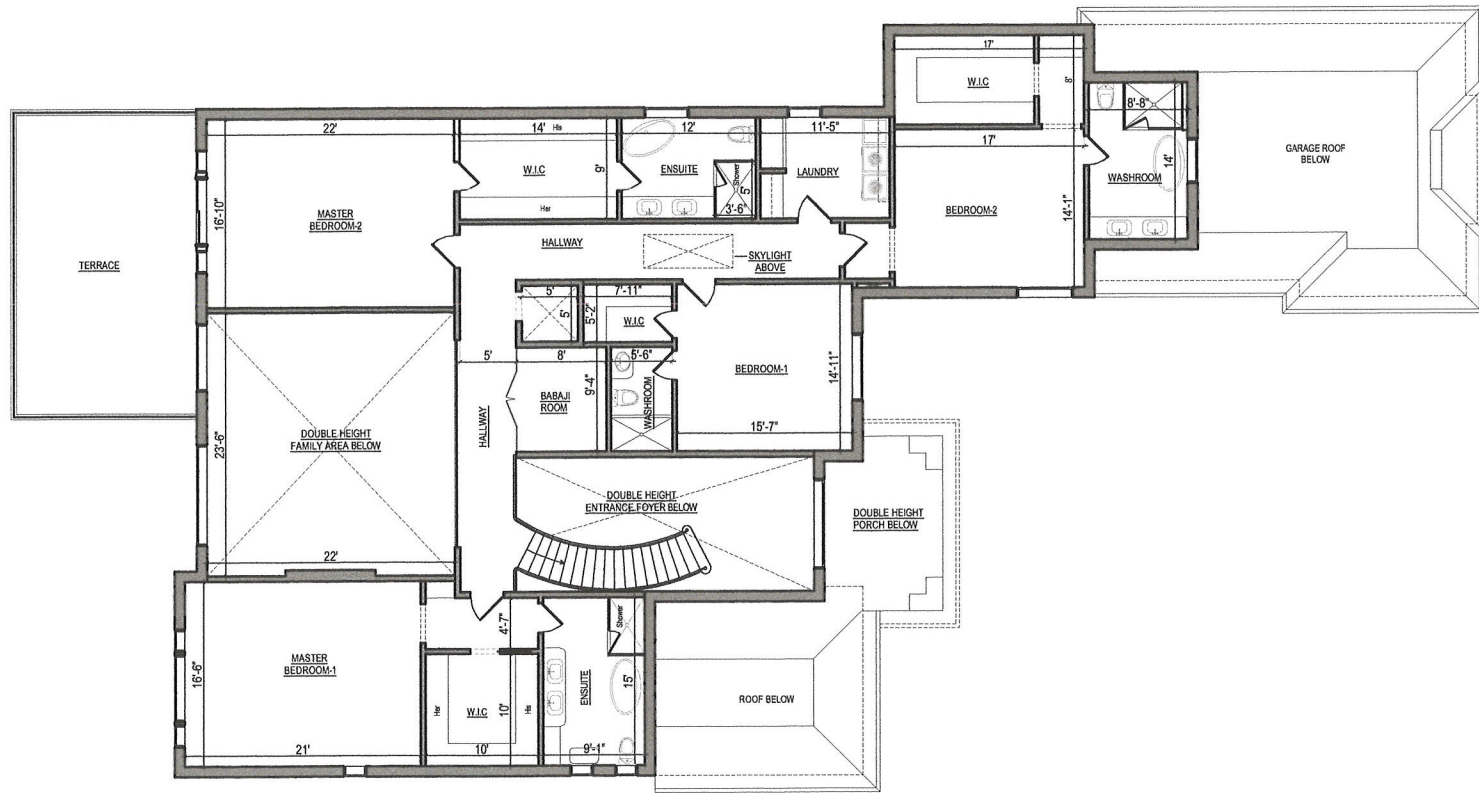 17'
W.I.C
8'
8'-8"
GARAGE ROOF
BELOW
22'
14'
His
12'
11'-5"
17'
14'
W.I.C
9'
ENSUITE
Shower
5'
3'-6"
LAUNDRY
WASHROOM
Her
16'-10"
MASTER
BEDROOM-2
BEDROOM-2
14'-1"
HALLWAY
SKYLIGHT
ABOVE
TERRACE
5'
5'
7'-11"
5'-2"
W.I.C
5'
8'
5'-6"
BEDROOM-1
14'-11"
BABAJI
ROOM
9'-4"
WASHROOM
HALLWAY
15'-7"
DOUBLE HEIGHT
FAMILY AREA BELOW
23'-6"
22'
DOUBLE HEIGHT
ENTRANCE FOYER BELOW
DOUBLE HEIGHT
PORCH BELOW
4'-7"
Shower
MASTER
BEDROOM-1
16'-6"
21'
Her
W.I.C
10'
His
10'
ENSUITE
15'
9'-1"
ROOF BELOW